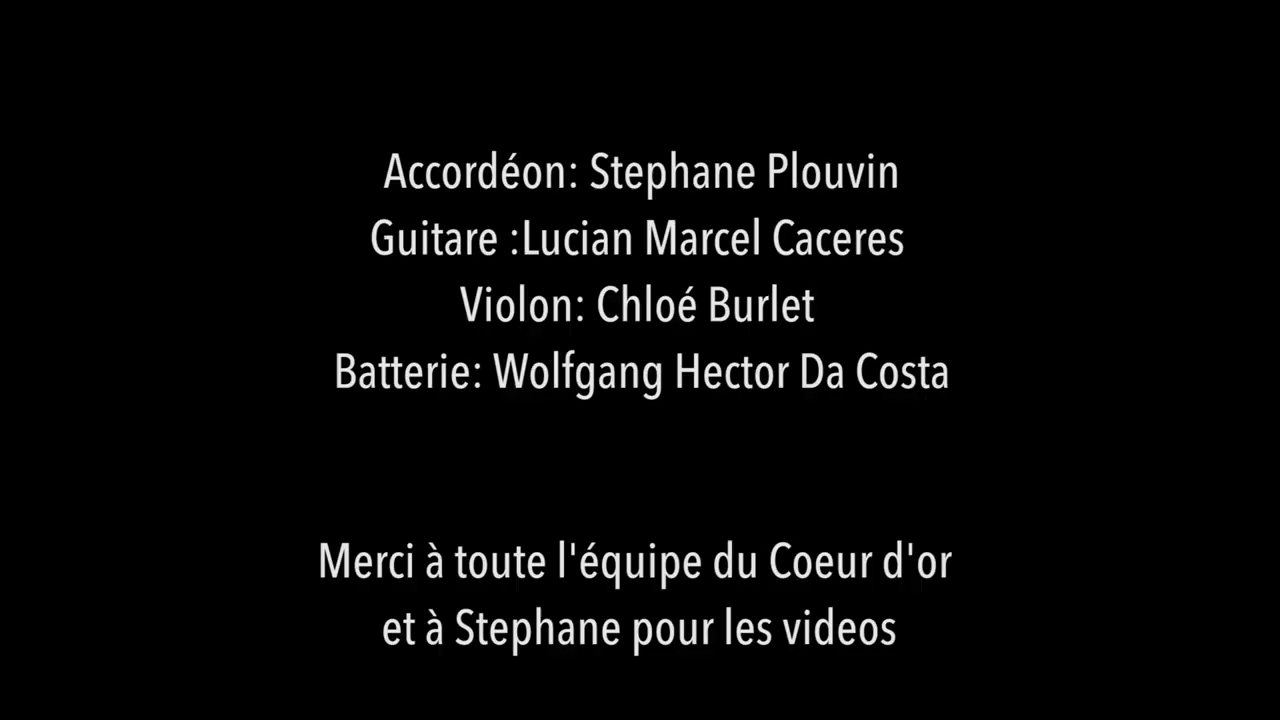 Accordéon: Stephane Plouvin
Guitare :Lucian Marcel Caceres
Violon: Chloé Burlet
Batterie: Wolfgang Hector Da Costa
Merci à toute l'équipe du Coeur d'or
et à Stephane pour les videos